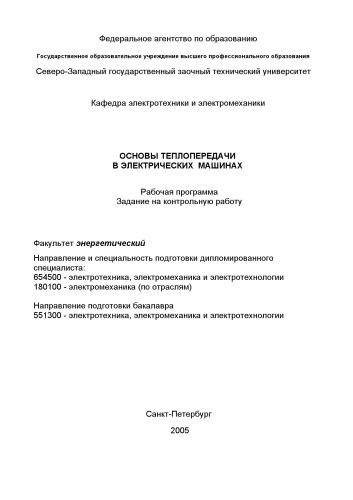 Федеральное агентство по образованию
Государственное образовательное учреждение высшего профессионального образования
Северо-Западный государственный заочный технический университет
Кафедра электротехники и электромеханики
ОСНОВЫ ТЕПЛОПЕРЕДАЧИ
В ЭЛЕКТРИЧЕСКИХ МАШИНАХ
Рабочая программа
Задание на контрольную работу
Факультет энергетический
Направление и специальность подготовки дипломированного
специалиста:
654500 - электротехника, электромеханика и электротехнологии
180100 - электромеханика (по отраслям)
Направление подготовки бакалавра
551300 - электротехника, электромеханика и электротехнологии
Санкт-Петербург
2005